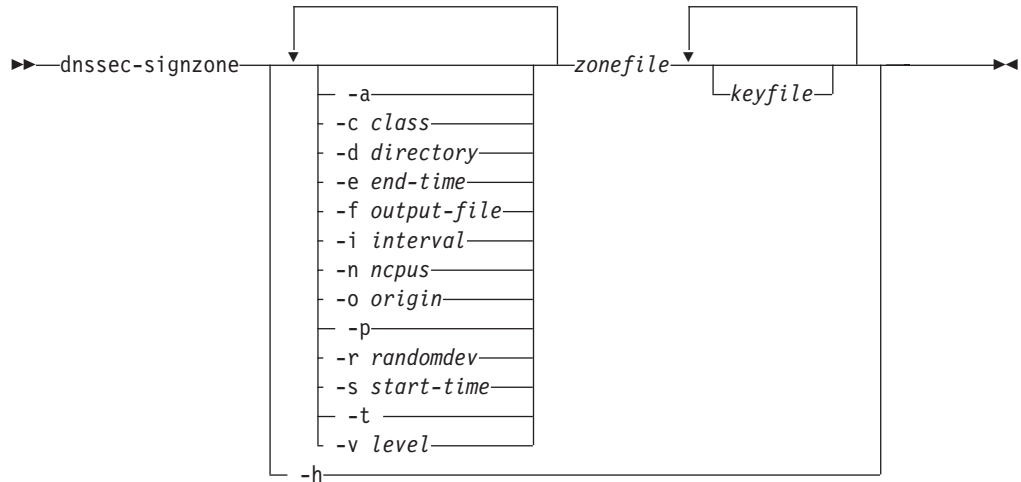 dnssec-signzone zonefile keyfile
-a
-c class
-d directory
-e end-time
-f output-file
-i interval
-n ncpus
-o origin
-p
-r randomdev
-s start-time
-t
-v level
-h